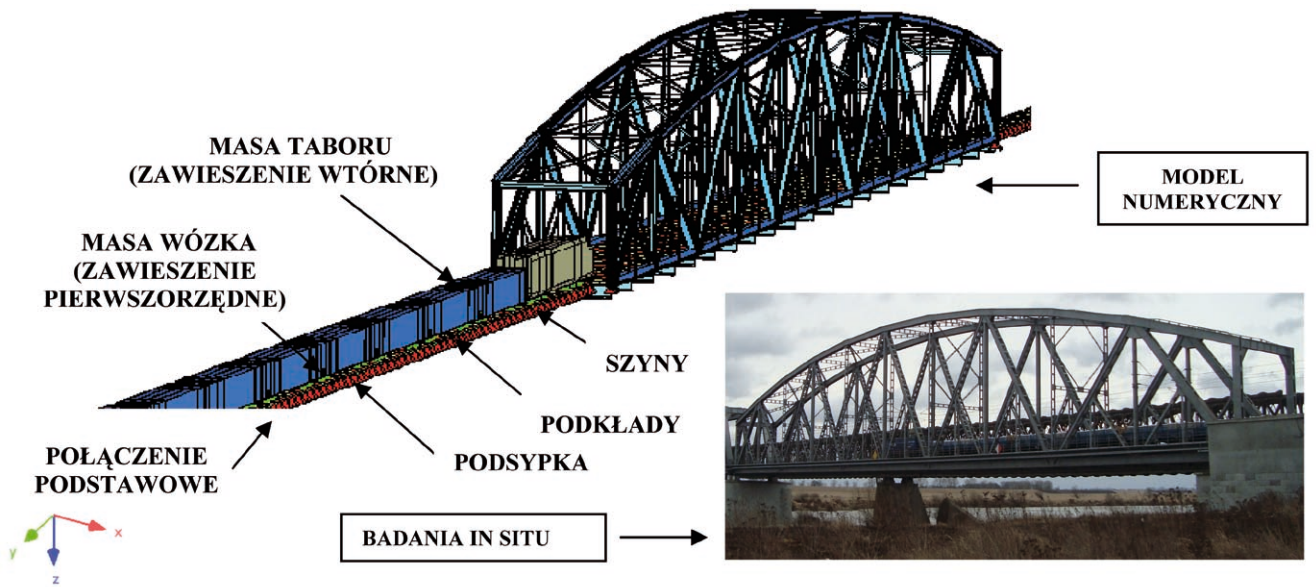 MASA TABORU
(ZAWIESZENIE WTÓRNE)
MASA WÓZKA
(ZAWIESZENIE
PIERWSZORZĘDNE)
MODEL
NUMERYCZNY
SZYNY
PODKŁADY
PODSYPKA
POŁĄCZENIE
PODSTAWOWE
BADANIA IN SITU
x
y
z